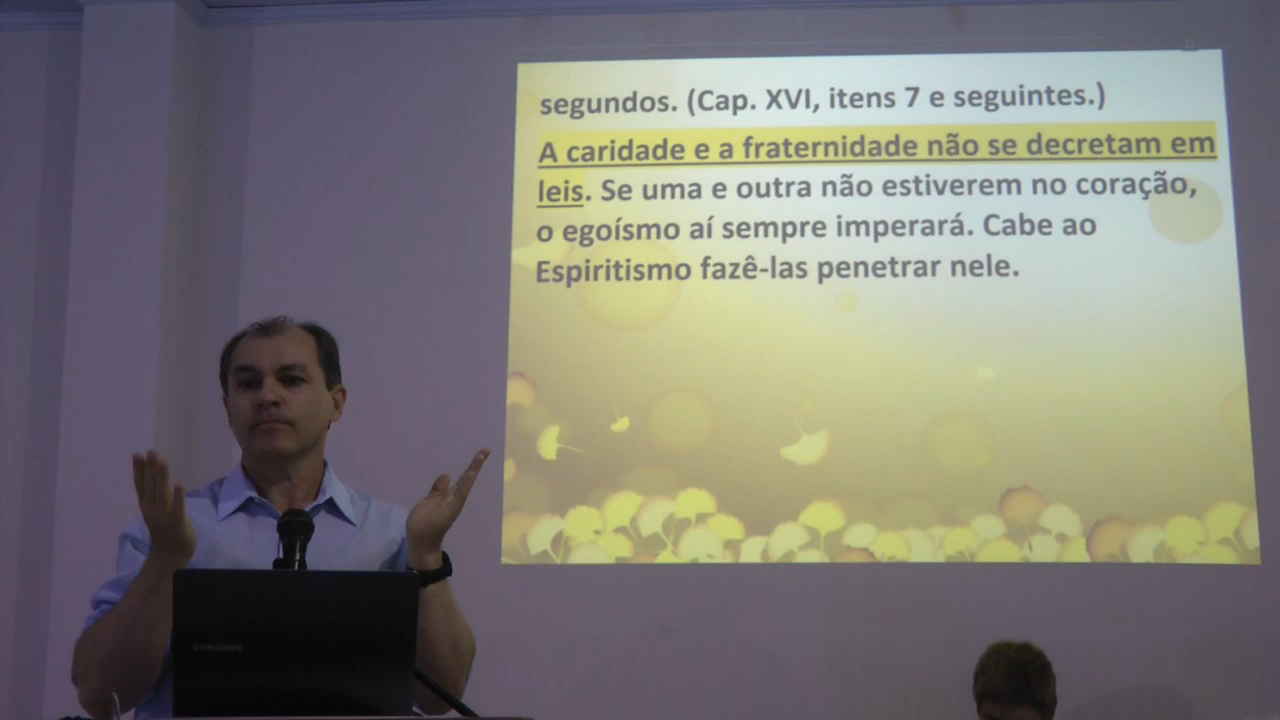 segundos. (Cap. XVI, itens 7 e seguintes.)
A caridade e a fraternidade não se decretam em
leis. Se uma e outra não estiverem no coração,
o egoísmo aí sempre imperará. Cabe ao
Espiritismo fazê-las penetrar nele.
SAMSUNG